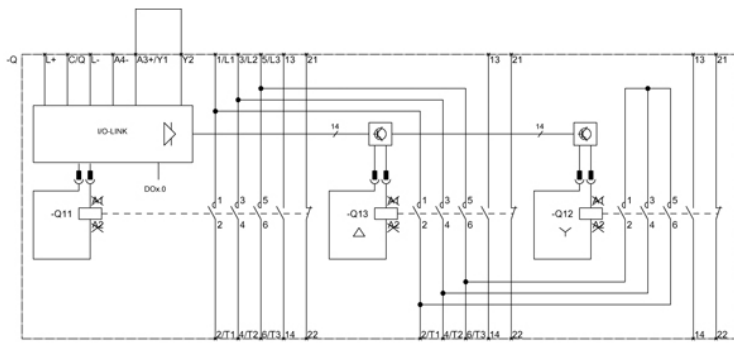 -Q L+ C/Q L- A4- A3+/Y1 Y2 1/L1 3/L2 5/L3 13 21 13 21 13 21
I/O-LINK 14 14
DOx.0
A1 1 3 5 A1 1 3 5 A1 1 3 5
-Q11 -Q13 -Q12
A2 2 4 6 A2 2 4 6 A2 2 4 6
2/T1 4/T2 6/T3 14 22 2/T1 4/T2 6/T3 14 22 14 22